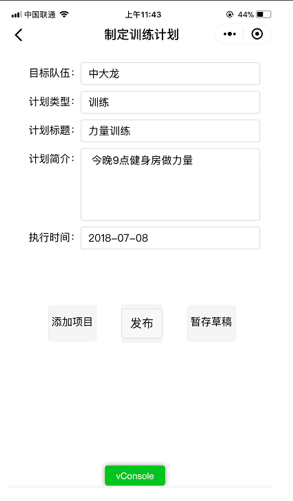 中国联通 上午11:43 44%
制定训练计划
目标队伍： 中大龙
计划类型： 训练
计划标题： 力量训练
计划简介： 今晚9点健身房做力量
执行时间： 2018-07-08
添加项目 发布 暂存草稿
vConsole